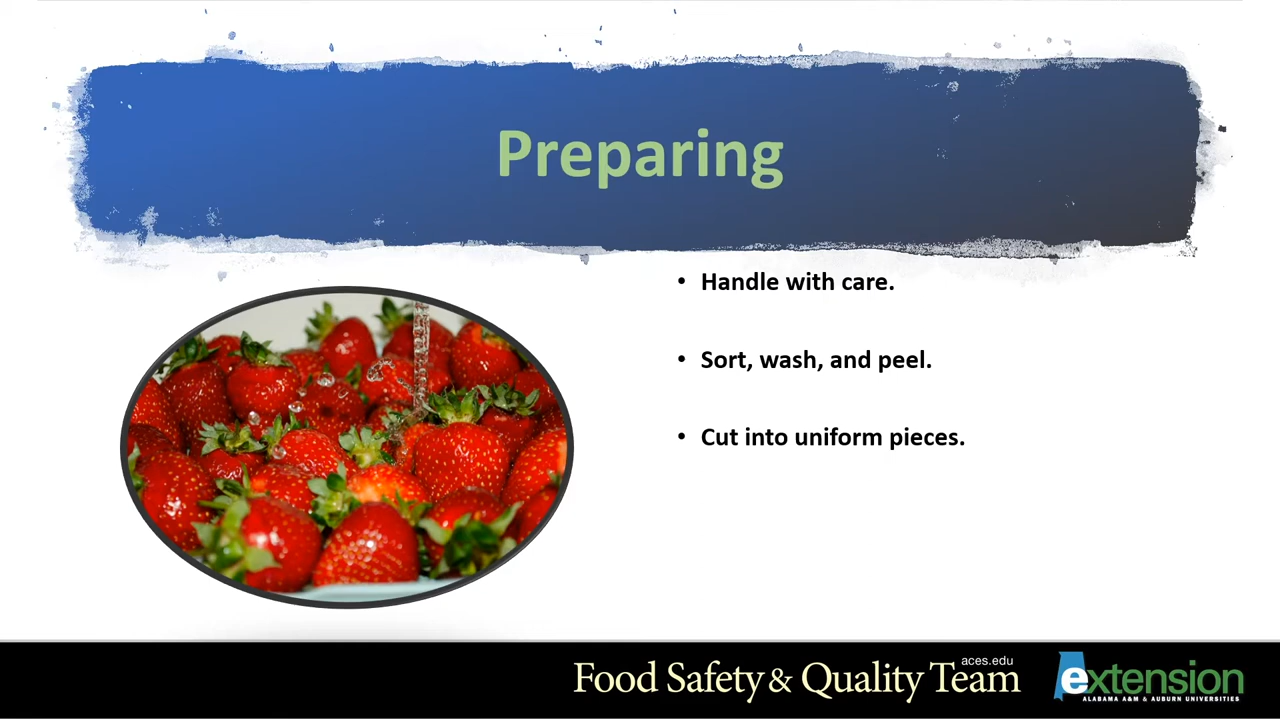 Preparing
• Handle with care.
• Sort, wash, and peel.
• Cut into uniform pieces.
aces.edu
Food Safety & Quality Team
extension
ALABAMA A&M & AUBURN UNIVERSITIES